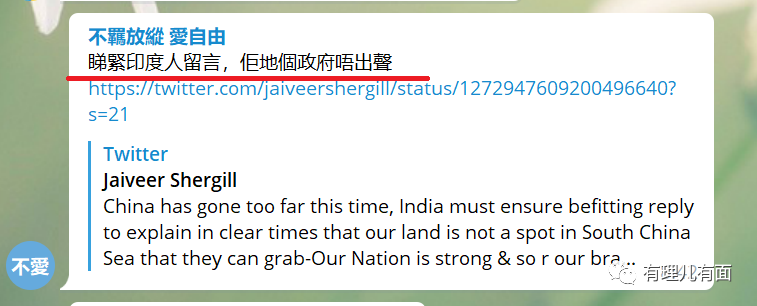 不羈放縱 愛自由
睇緊印度人留言，佢地個政府唔出聲
https://twitter.com/jaiveershergill/status/1272947609200496640?
s=21
Twitter
Jaiveer Shergill
China has gone too far this time, India must ensure befitting reply
to explain in clear times that our land is not a spot in South China
Sea that they can grab-Our Nation is strong & so r our bra...
不愛
有理儿有面